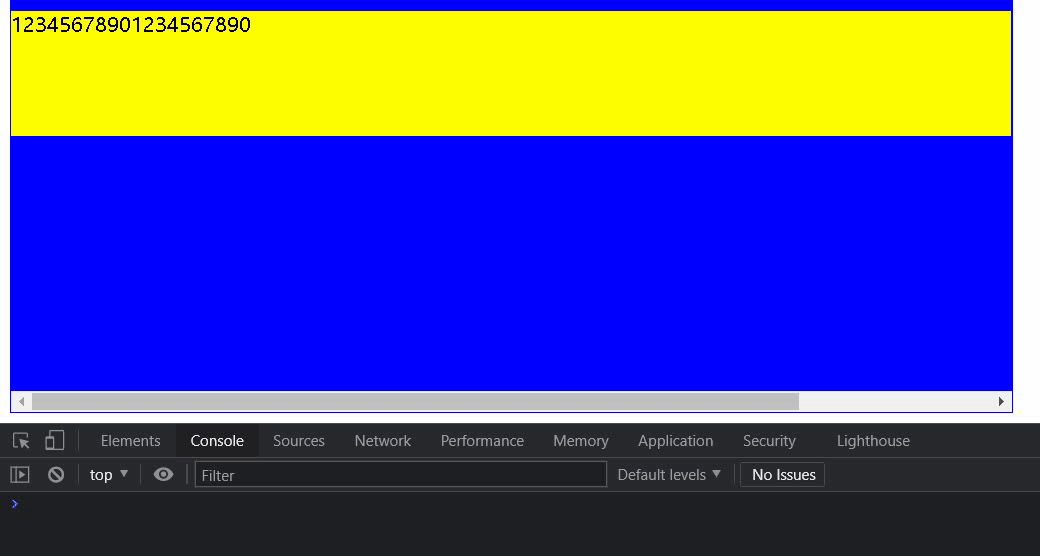 12345678901234567890
Elements Console Sources Network Performance Memory Application Security Lighthouse
top Filter Default levels No Issues